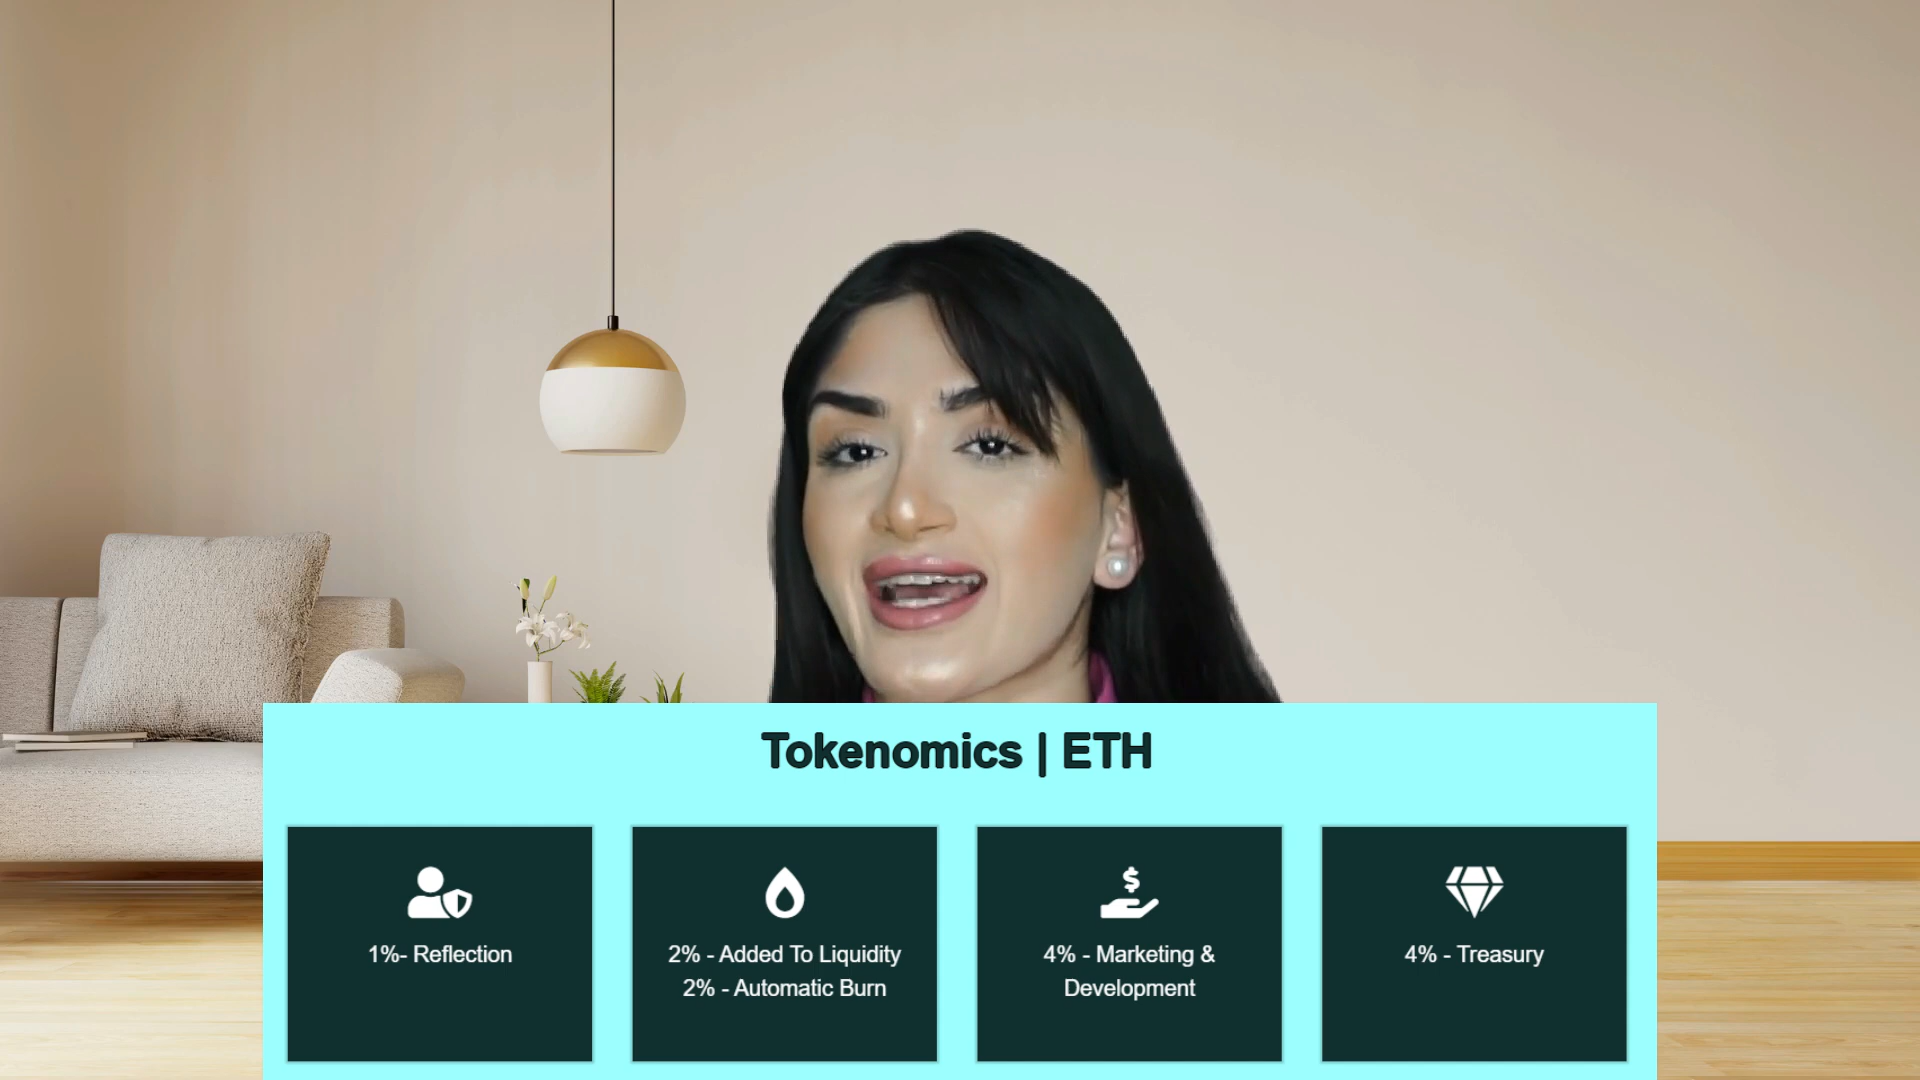 Tokenomics | ETH
1%- Reflection
2% - Added To Liquidity
2% - Automatic Burn
4% - Marketing &
Development
4% - Treasury